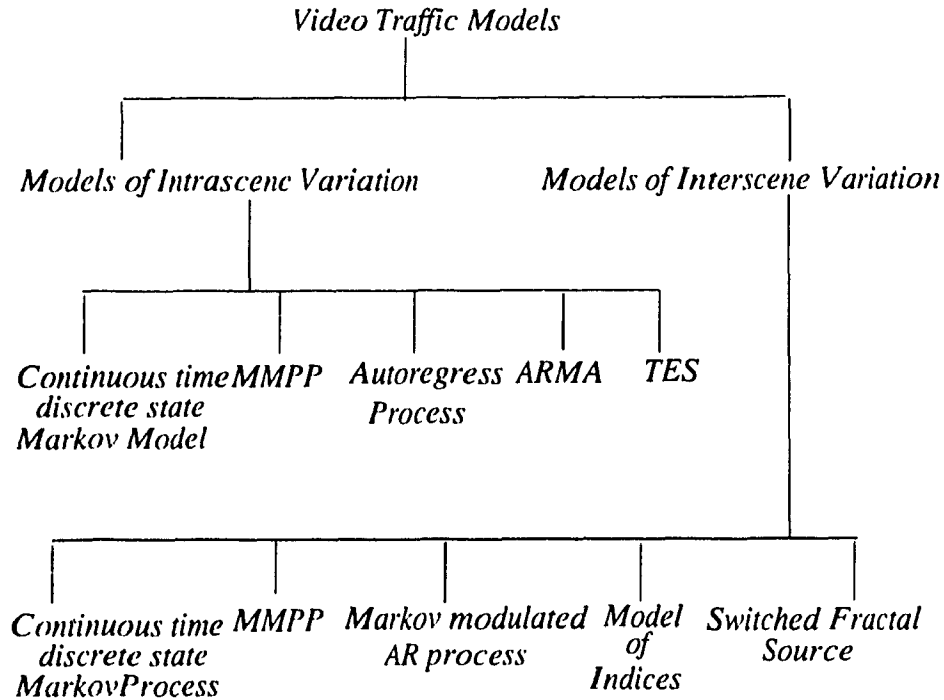 Video Traffic Models
Models of Intrascenc Variation
Models of Interscene Variation
Continuous time
discrete state
Markov Model
MMPP
Autoregress
Process
ARMA
TES
Continuous time
discrete state
MarkovProcess
MMPP
Markov modulated
AR process
Model
of
Indices
Switched Fractal
Source